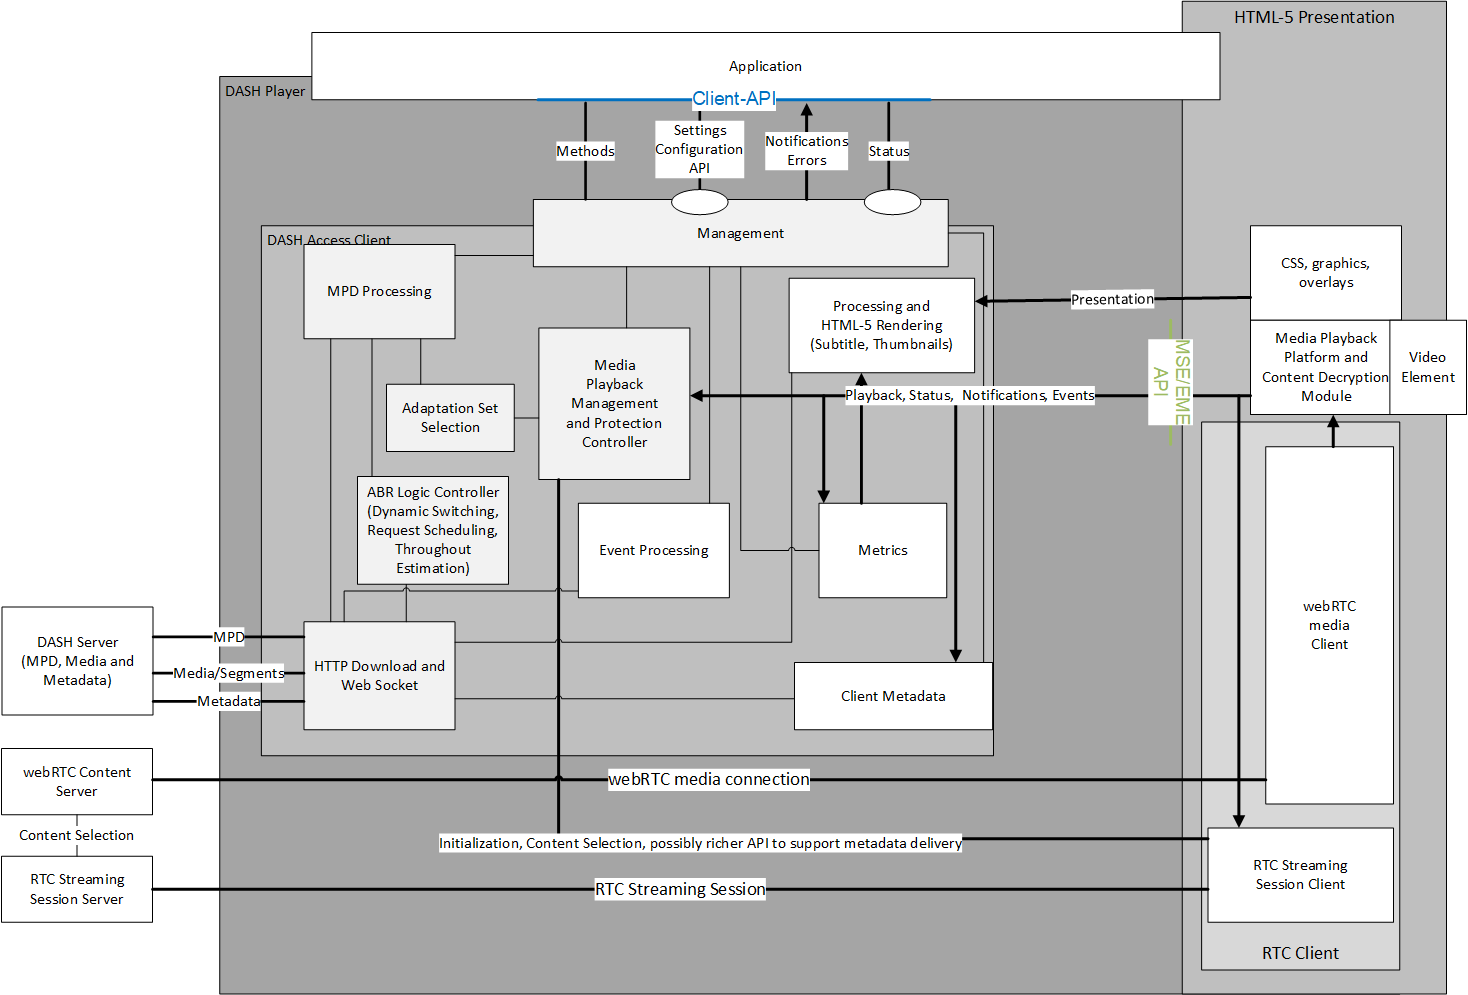 HTML-5 Presentation
Application
DASH Player
Client-API
Methods
Settings
Configuration
API
Notifications
Errors
Status
Management
DASH Access Client
MPD Processing
Processing and
HTML-5 Rendering
(Subtitle, Thumbnails)
Presentation
CSS, graphics,
overlays
Media
Playback
Management
and Protection
Controller
Adaptation Set
Selection
Playback, Status, Notifications, Events
MSE/EME
API
Media Playback
Platform and
Content Decryption
Module
Video
Element
ABR Logic Controller
(Dynamic Switching,
Request Scheduling,
Throughout
Estimation)
Event Processing
Metrics
webRTC
media
Client
DASH Server
(MPD, Media and
Metadata)
MPD
Media/Segments
Metadata
HTTP Download and
Web Socket
Client Metadata
webRTC Content
Server
webRTC media connection
Content Selection
Initialization, Content Selection, possibly richer API to support metadata delivery
RTC Streaming
Session Server
RTC Streaming Session
RTC Streaming
Session Client
RTC Client